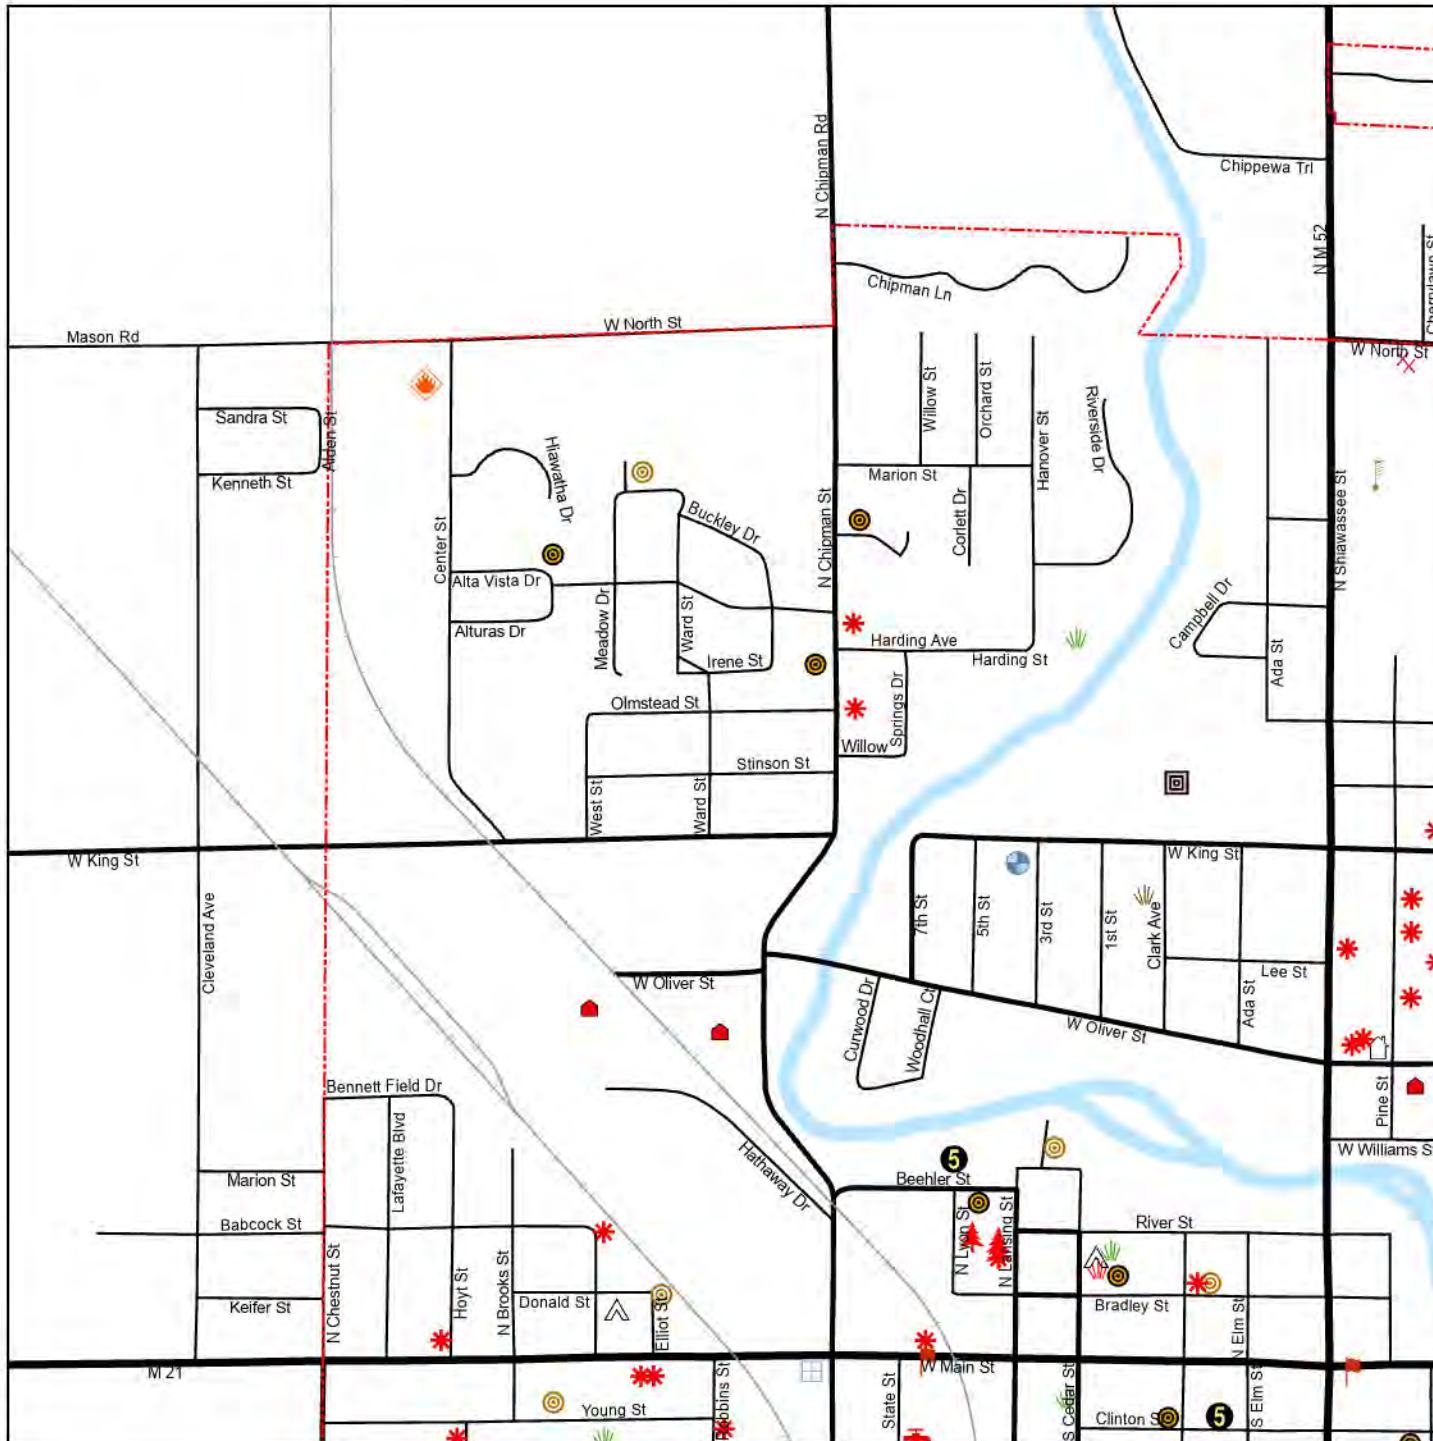 N Chipman Rd
Chippewa Trl
N M 52
Chipman Ln
W North St
Mason Rd
W North St
Sandra St
Alden St
Kenneth St
Hiawatha Dr
Willow St
Orchard St
Hanover St
Riverside Dr
Marion St
Corlett Dr
N Chipman St
Buckley Dr
Center St
N Shiawassee St
Alta Vista Dr
Alturas Dr
Meadow Dr
Ward St
Irene St
Harding Ave
Harding St
Campbell Dr
Ada St
Olmstead St
Springs Dr
Willow
Stinson St
West St
Ward St
W King St
W King St
Cleveland Ave
7th St
5th St
3rd St
1st St
Clark Ave
Lee St
Ada St
W Oliver St
Curwood Dr
Woodhall Ct
W Oliver St
Bennett Field Dr
Lafayette Blvd
Pine St
W Williams S
Hathaway Dr
5
Beehler St
Marion St
Babcock St
N Lyon St
N Lansing St
River St
Keifer St
N Chestnut St
Hoyt St
N Brooks St
Donald St
Elliot St
Bradley St
N Elm St
M 21
W Main St
Robbins St
State St
S Cedar St
Young St
Clinton S
5
S Elm St